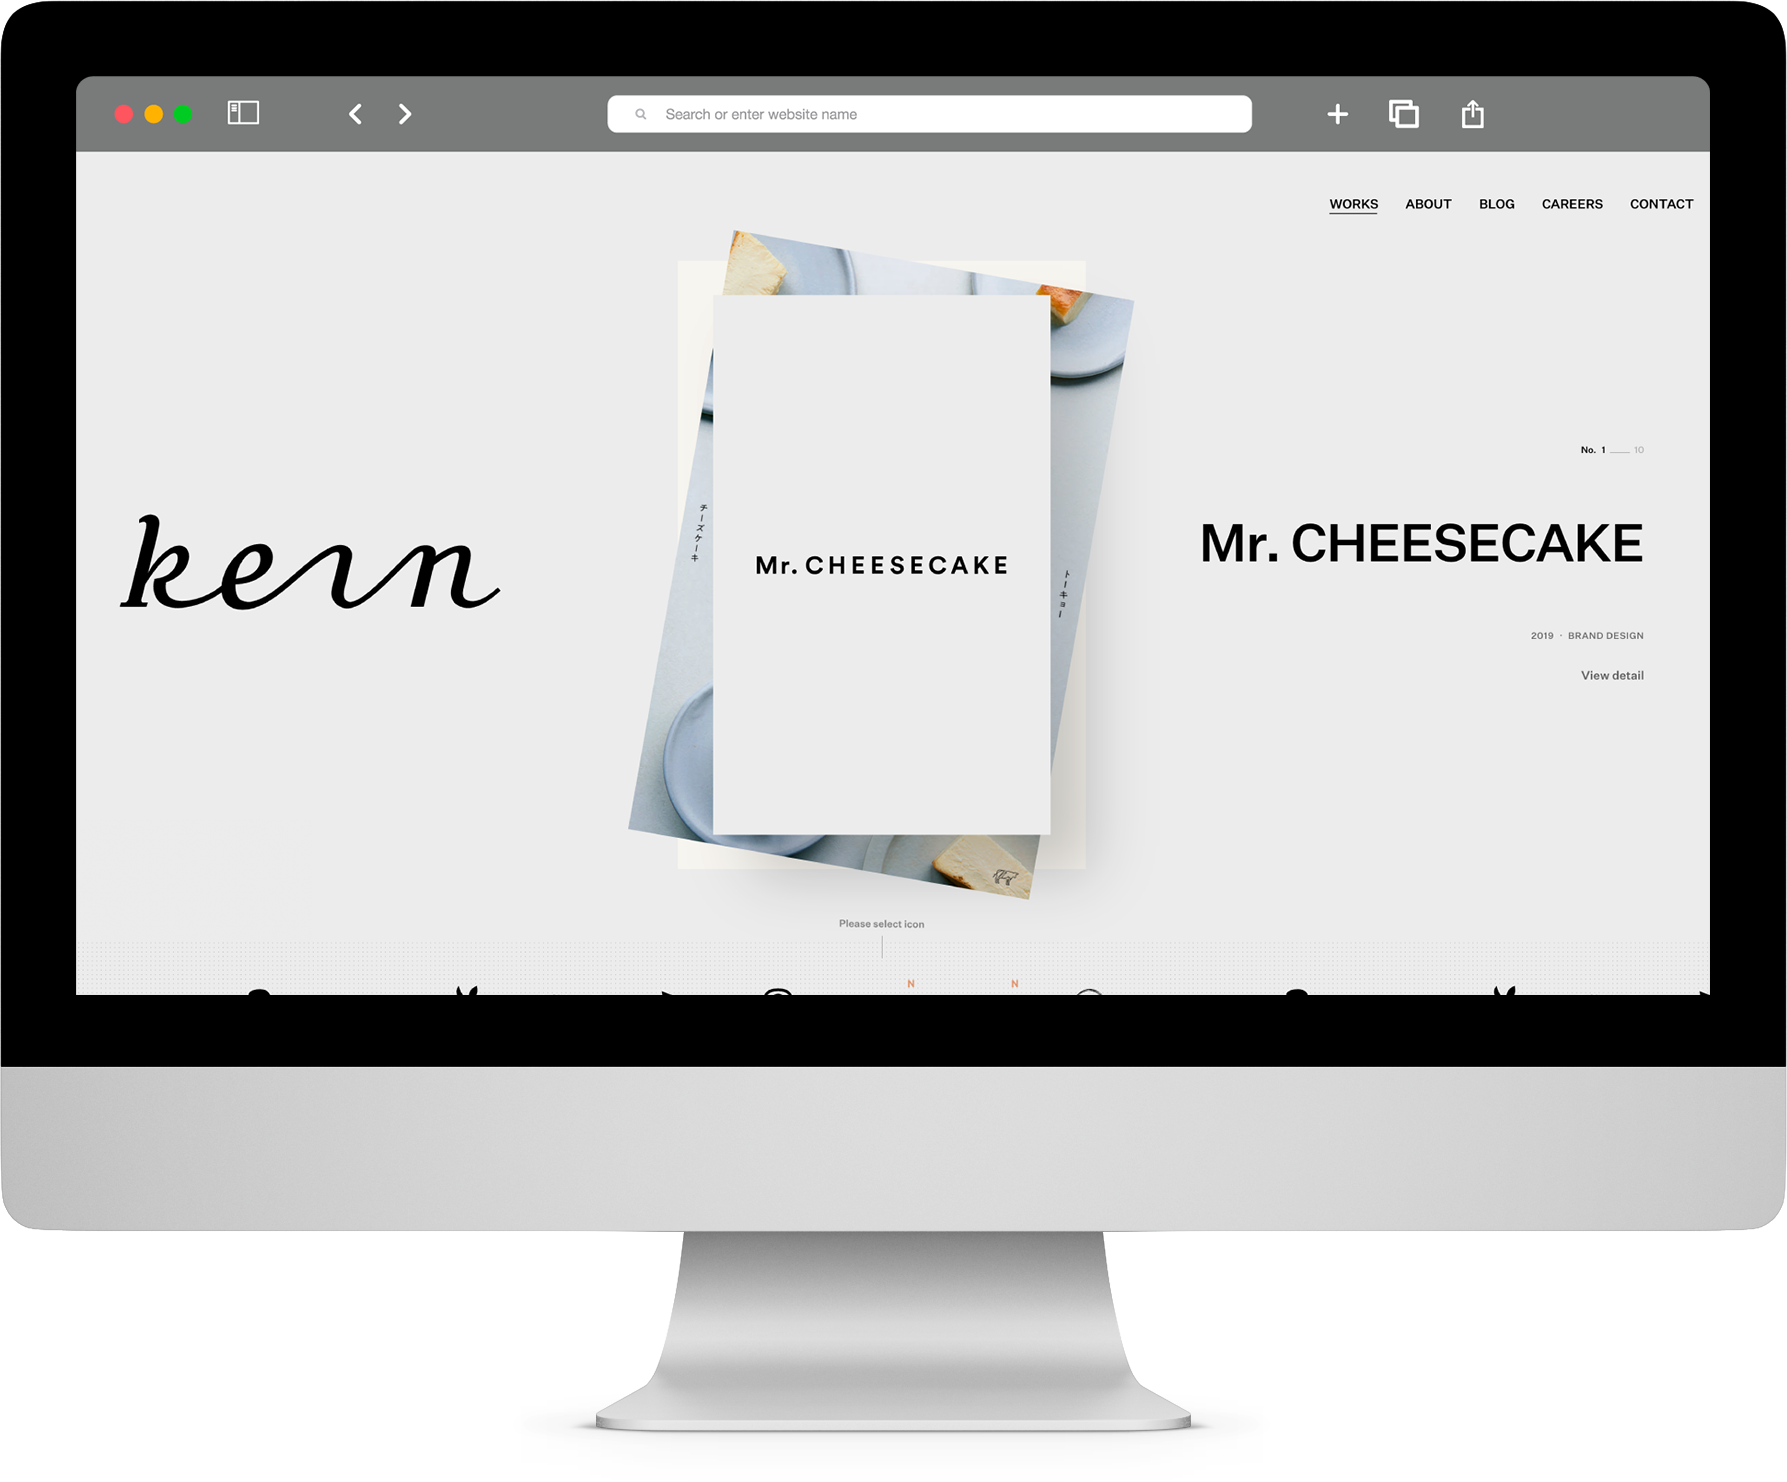 Search or enter website name
WORKS ABOUT BLOG CAREERS CONTACT
kein
チーズケーキ
Mr. CHEESECAKE
トーキョー
No. 1 10
Mr. CHEESECAKE
2019 · BRAND DESIGN
View detail
Please select icon
N N